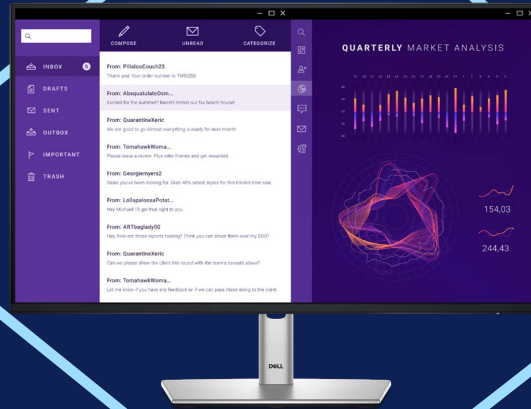 INBOX
6
DRAFTS
SENT
OUTBOX
IMPORTANT
TRASH
COMPOSE
UNREAD
CATEGORIZE
From: PillalooCouch23
Thank you! Your order number is
From: AbsquatulateGom...
Excited for the summer? Barrett rented our fav beach house!
From: QuarantineXeric
We are good to go Almost everything is ready for next month
From: TomahawkWoma...
Please leave a review. Plus refer friends and get rewarded.
From: Georgiemyers2
Deals you've been looking for. Grab 40% select styles for this limited time sale.
From: LollapaloosaPotat...
Hey Michael! I'll get that right to you.
From: ARTbaglady00
Hey, how are those reports looking? Think you can shoot them over my EOD?
From: QuarantineXeric
Can we please show the client this round with the team's caveats above?
From: TomahawkWoma...
Let me know if you have any feedback or if we can pass these along to the client.
QUARTERLY MARKET ANALYSIS
154,03
244,43
DELL